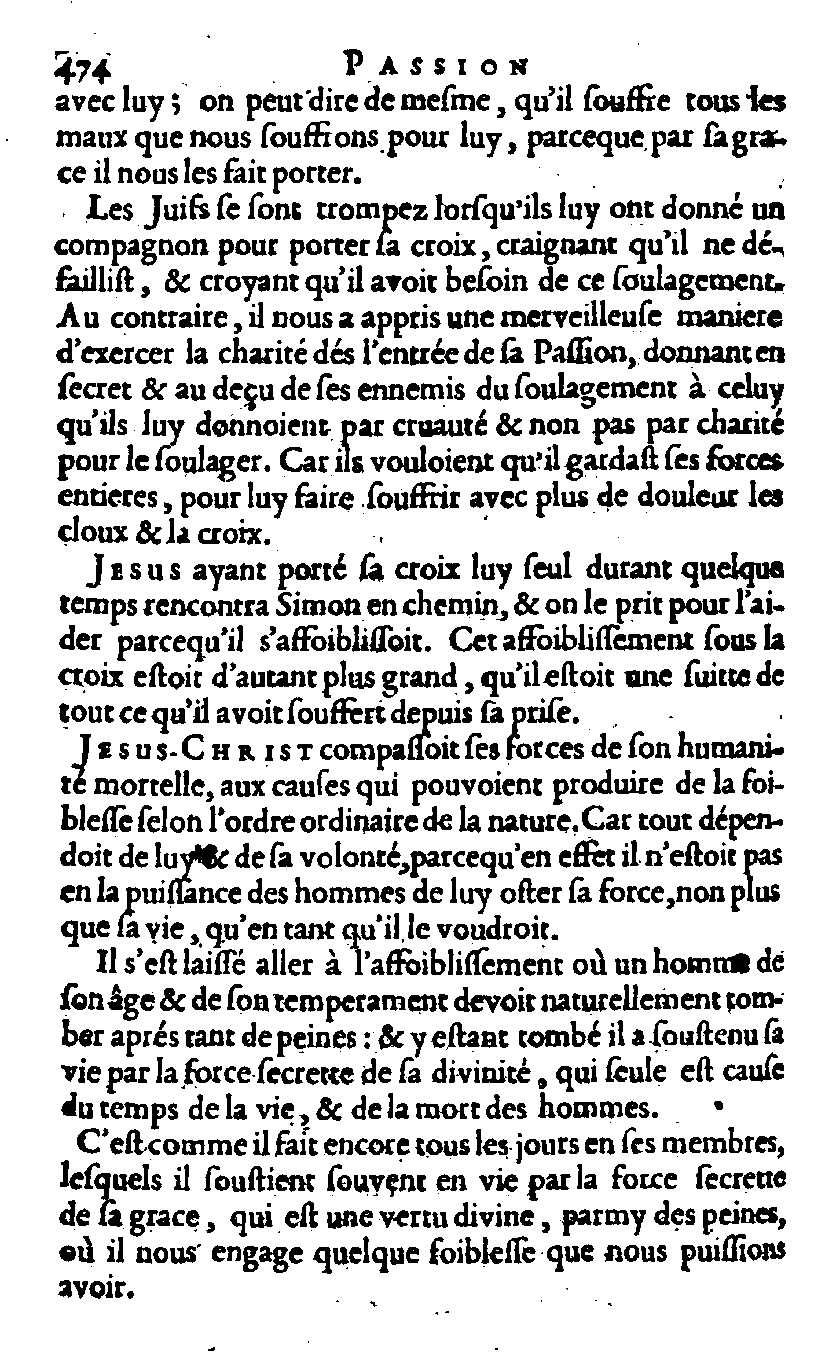 474 PASSION
avec luy ; on peut dire de meſme, qu'il ſouffre tous les
maux que nous ſouffions pour luy, parceque par ſa gra-
ce il nous les fait porter.
Les Juifs ſe ſont trompez lorſqu'ils luy ont donné un
compagnon pour porter ſa croix, craignant qu'il ne dé-
failliſt, & croyant qu'il avoit beſoin de ce ſoulagement.
Au contraire, il nous a appris une merveilleuſe maniere
d'exercer la charité dés l'entrée de ſa Paſſion, donnant en
ſecret & au deçu de ſes ennemis du ſoulagement à celuy
qu'ils luy donnoient par cruauté & non pas par charité
pour le ſoulager. Car ils vouloient qu'il gardaſt ſes forces
entieres, pour luy faire ſouffrir avec plus de douleur les
cloux & la croix.
JESUS ayant porté ſa croix luy ſeul durant quelque
temps rencontra Simon en chemin, & on le prit pour l'ai-
der parcequ'il s'affoibliſſoit. Cet affoibliſſement ſous la
croix eſtoit d'autant plus grand, qu'il eſtoit une ſuitte de
tout ce qu'il avoit ſouffert depuis ſa priſe.
JESUS-CHRIST compaſſoit ſes forces de ſon humani-
té mortelle, aux cauſes qui pouvoient produire de la foi-
bleſſe ſelon l'ordre ordinaire de la nature. Car tout dépen-
doit de luy & de ſa volonté, parcequ'en effet il n'eſtoit pas
en la puiſſance des hommes de luy oſter ſa force, non plus
que ſa vie, qu'en tant qu'il le voudroit.
Il s'eſt laiſſé aller à l'affoibliſſement où un homme de
ſon âge & de ſon temperament devoit naturellement tom-
ber aprés tant de peines : & y eſtant tombé il a ſouſtenu ſa
vie par la force ſecrette de ſa divinité, qui ſeule eſt cauſe
du temps de la vie, & de la mort des hommes.
C'eſt comme il fait encore tous les jours en ſes membres,
leſquels il ſouſtient ſouvent en vie par la force ſecrette
de ſa grace, qui eſt une vertu divine, parmy des peines,
où il nous engage quelque foibleſſe que nous puiſſions
avoir.